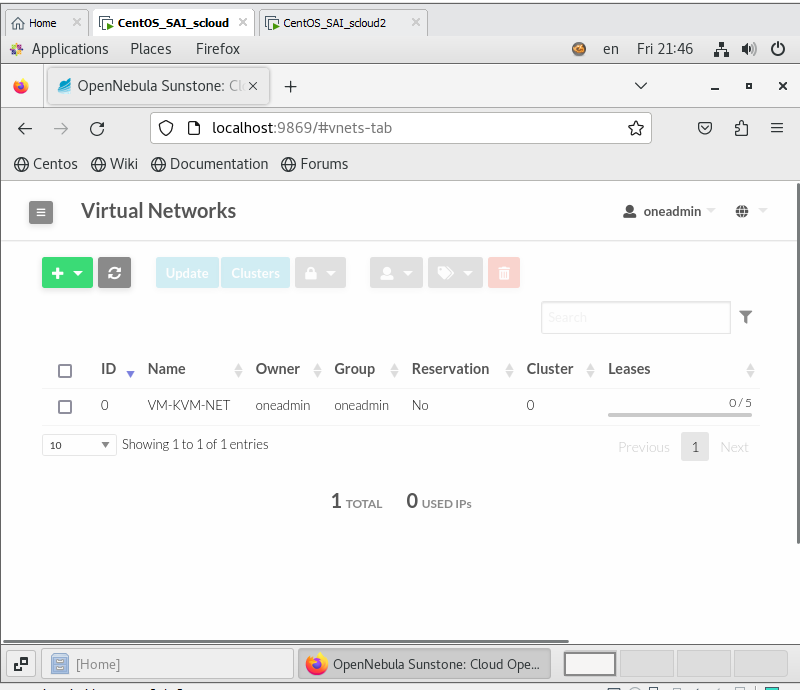 Home CentOS_SAI_scloud CentOS_SAI_scloud2
Applications Places Firefox en Fri 21:46
OpenNebula Sunstone: Cl
localhost:9869/#vnets-tab
Centos Wiki Documentation Forums
Virtual Networks oneadmin
Update Clusters
Search
ID Name Owner Group Reservation Cluster Leases
0 VM-KVM-NET oneadmin oneadmin No 0 0 / 5
10 Showing 1 to 1 of 1 entries Previous 1 Next
1 TOTAL 0 USED IPs
[Home] OpenNebula Sunstone: Cloud Ope...